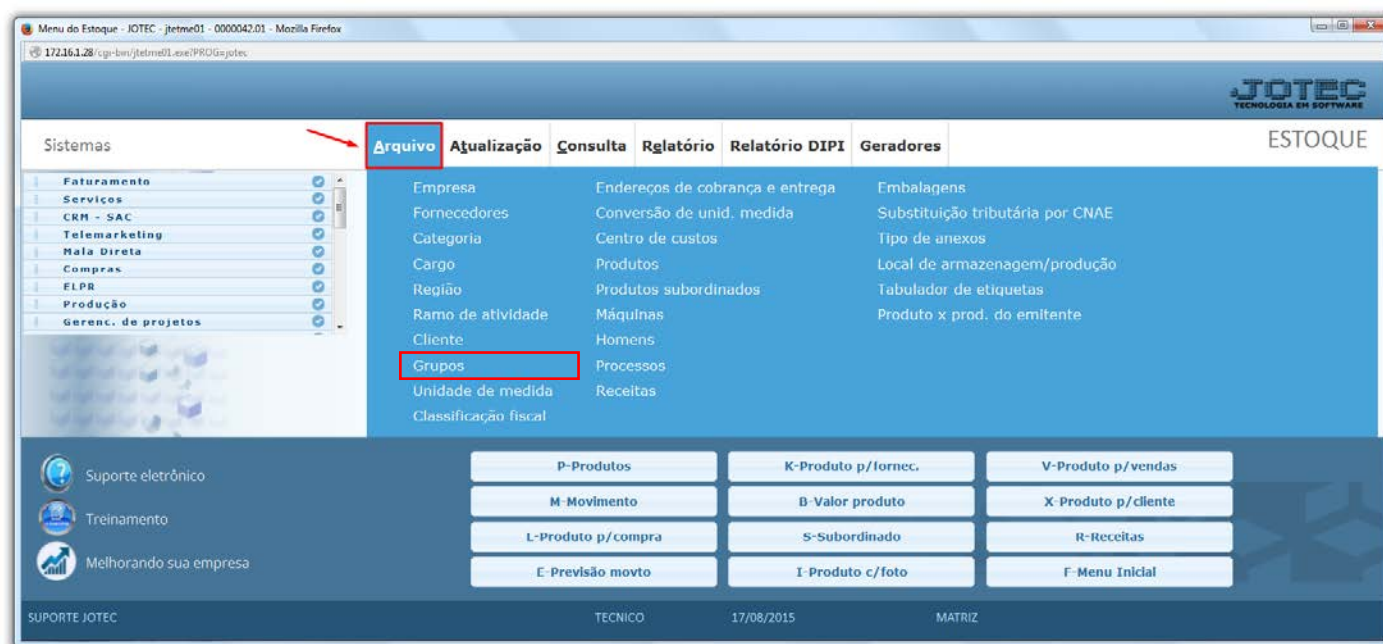 Menu do Estoque - JOTEC - jtetme01 - 0000042.01 - Mozilla Firefox
172.16.1.28/cgi-bin/jtetme01.exe?PROG=jotec
JOTEC
TECNOLOGIA EM SOFTWARE
Sistemas
Arquivo Atualização Consulta Relatório Relatório DIPI Geradores
ESTOQUE
Faturamento
Serviços
CRM - SAC
Telemarketing
Mala Direta
Compras
ELPR
Produção
Gerenc. de projetos
Empresa
Fornecedores
Categoria
Cargo
Região
Ramo de atividade
Cliente
Grupos
Unidade de medida
Classificação fiscal
Endereços de cobrança e entrega
Conversão de unid. medida
Centro de custos
Produtos
Produtos subordinados
Máquinas
Homens
Processos
Receitas
Embalagens
Substituição tributária por CNAE
Tipo de anexos
Local de armazenagem/produção
Tabulador de etiquetas
Produto x prod. do emitente
Suporte eletrônico
Treinamento
Melhorando sua empresa
P-Produtos K-Produto p/fornec. V-Produto p/vendas
M-Movimento B-Valor produto X-Produto p/cliente
L-Produto p/compra S-Subordinado R-Receitas
E-Previsão movto I-Produto c/foto F-Menu Inicial
SUPORTE JOTEC TECNICO 17/08/2015 MATRIZ